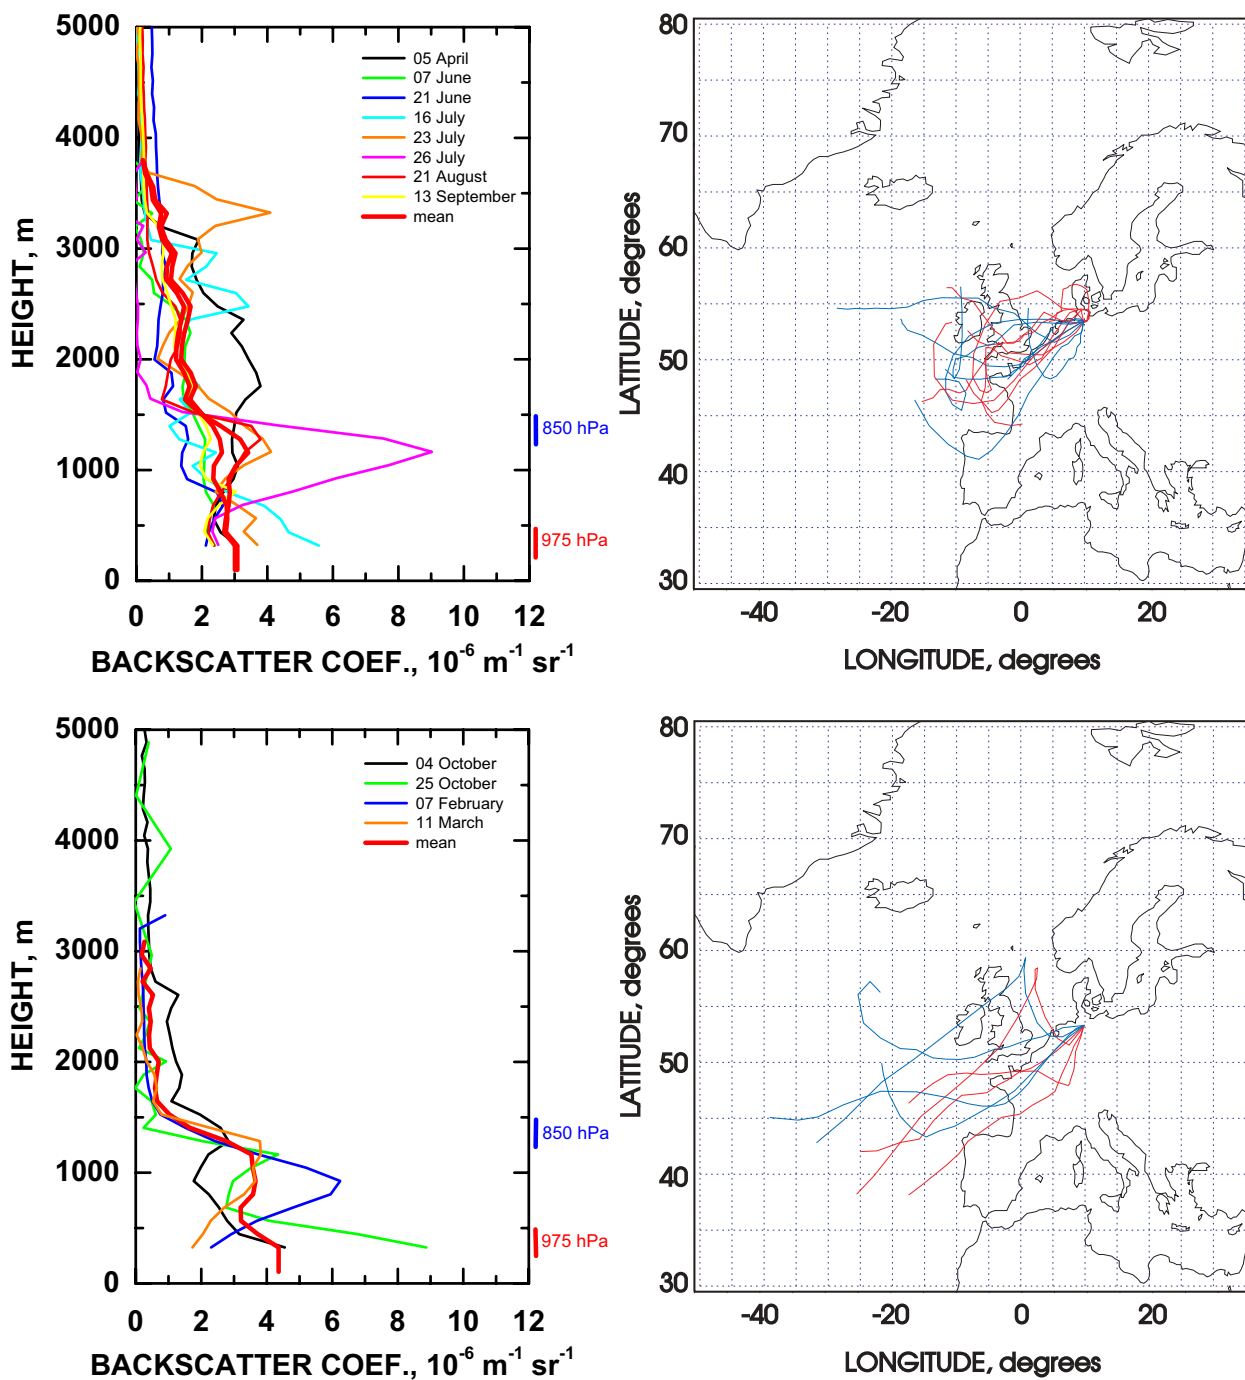 5000
4000
3000
2000
1000
0
HEIGHT, m
05 April
07 June
21 June
16 July
23 July
26 July
21 August
13 September
mean
850 hPa
975 hPa
0 2 4 6 8 10 12
BACKSCATTER COEF., 10⁻⁶ m⁻¹ sr⁻¹
80
70
60
50
40
30
LATITUDE, degrees
-40 -20 0 20
LONGITUDE, degrees
5000
4000
3000
2000
1000
0
HEIGHT, m
04 October
25 October
07 February
11 March
mean
850 hPa
975 hPa
0 2 4 6 8 10 12
BACKSCATTER COEF., 10⁻⁶ m⁻¹ sr⁻¹
80
70
60
50
40
30
LATITUDE, degrees
-40 -20 0 20
LONGITUDE, degrees